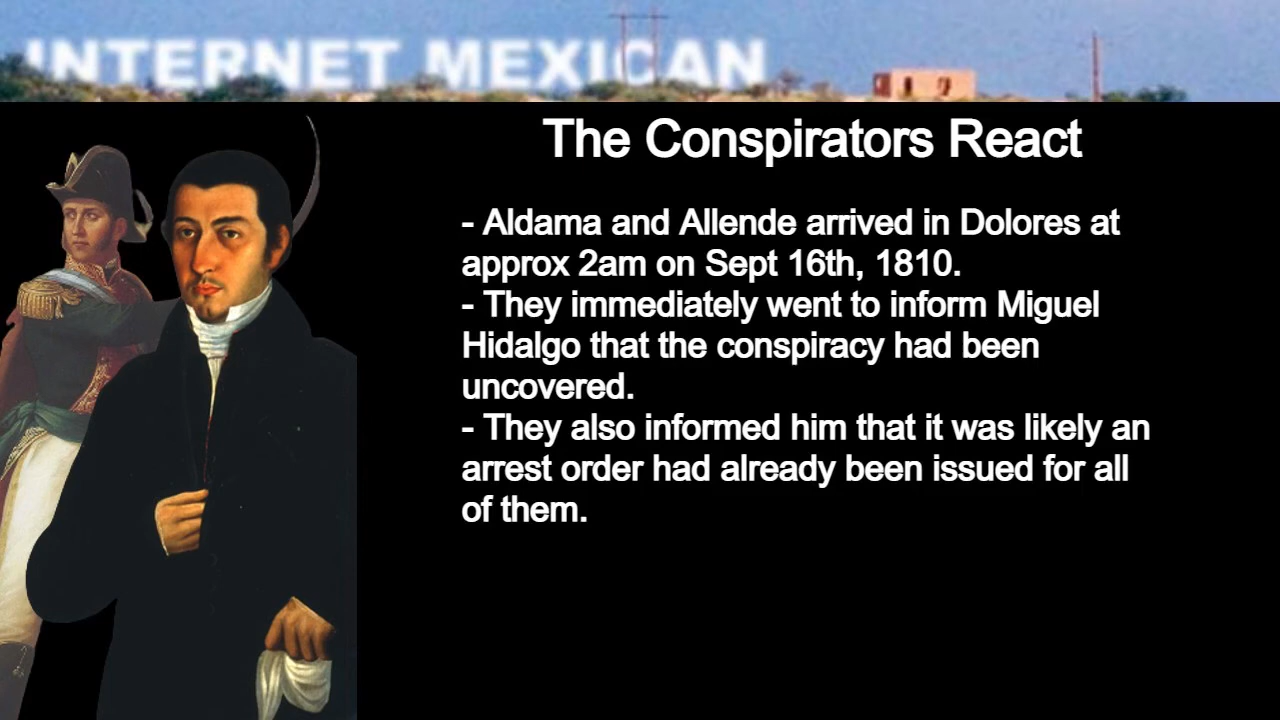 INTERNET MEXICAN
The Conspirators React
- Aldama and Allende arrived in Dolores at
approx 2am on Sept 16th, 1810.
- They immediately went to inform Miguel
Hidalgo that the conspiracy had been
uncovered.
- They also informed him that it was likely an
arrest order had already been issued for all
of them.